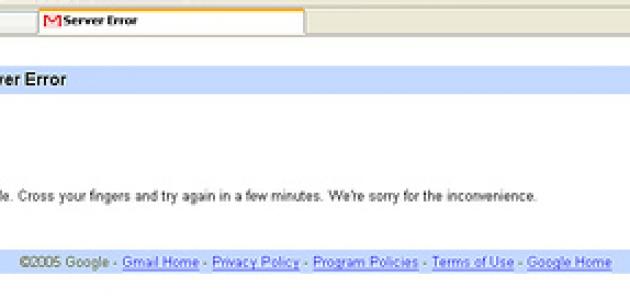 Server Error
ver Error
le. Cross your fingers and try again in a few minutes. We're sorry for the inconvenience.
©2005 Google - Gmail Home - Privacy Policy - Program Policies - Terms of Use - Google Home